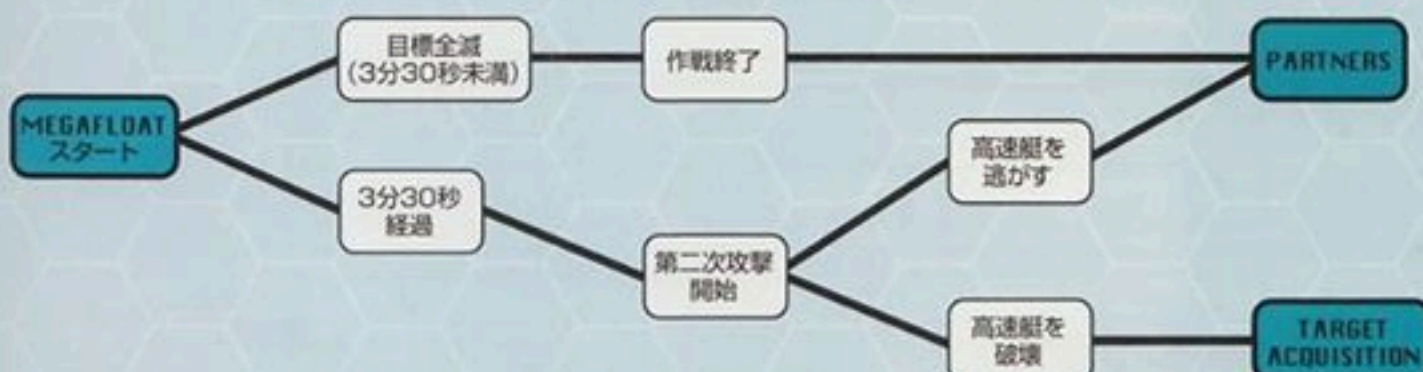 目標全滅
(3分30秒未満)
作戦終了
PARTNERS
MEGAFLOAT
スタート
高速艇を
逃がす
3分30秒
経過
第二次攻撃
開始
高速艇を
破壊
TARGET
ACQUISITION